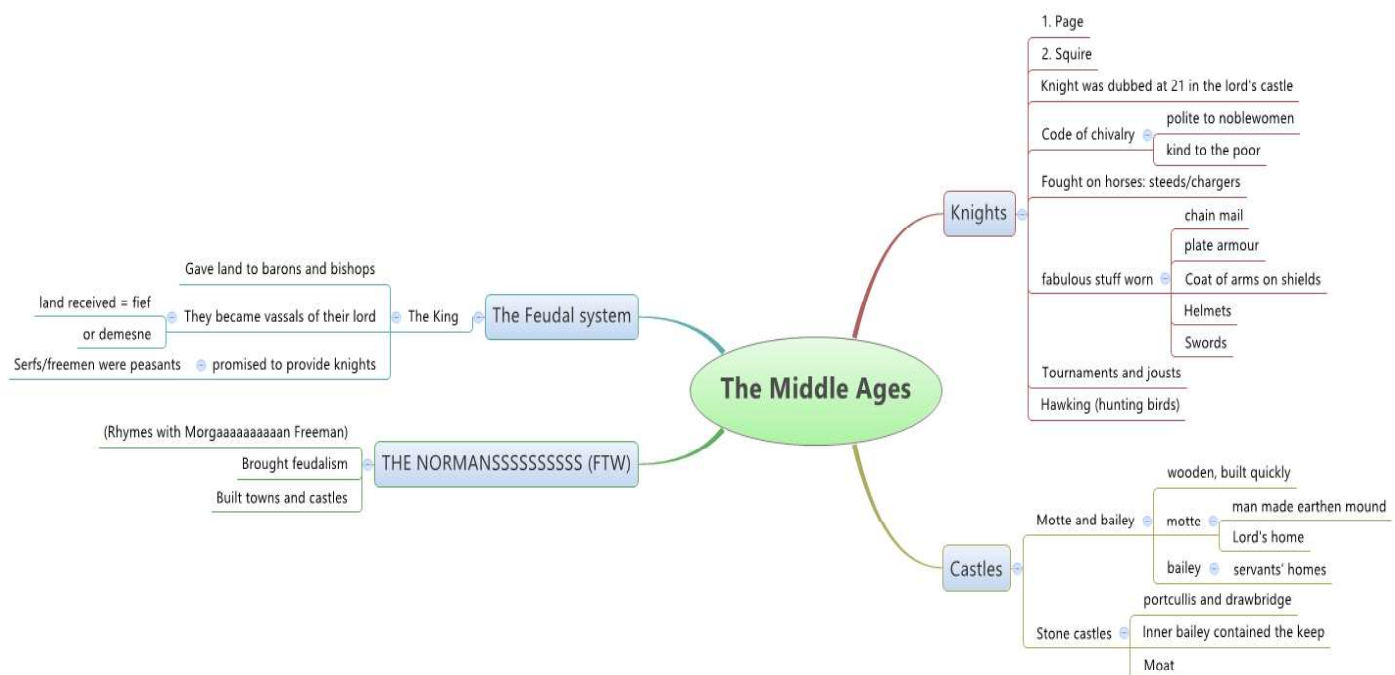 The Middle Ages
Knights
1. Page
2. Squire
Knight was dubbed at 21 in the lord's castle
Code of chivalry
polite to noblewomen
kind to the poor
Fought on horses: steeds/chargers
fabulous stuff worn
chain mail
plate armour
Coat of arms on shields
Helmets
Swords
Tournaments and jousts
Hawking (hunting birds)
Castles
Motte and bailey
wooden, built quickly
motte
man made earthen mound
Lord's home
bailey
servants' homes
Stone castles
portcullis and drawbridge
Inner bailey contained the keep
Moat
The Feudal system
The King
Gave land to barons and bishops
They became vassals of their lord
land received = fief
or demesne
promised to provide knights
Serfs/freemen were peasants
THE NORMANSSSSSSSSSS (FTW)
(Rhymes with Morgaaaaaaaaaan Freeman)
Brought feudalism
Built towns and castles